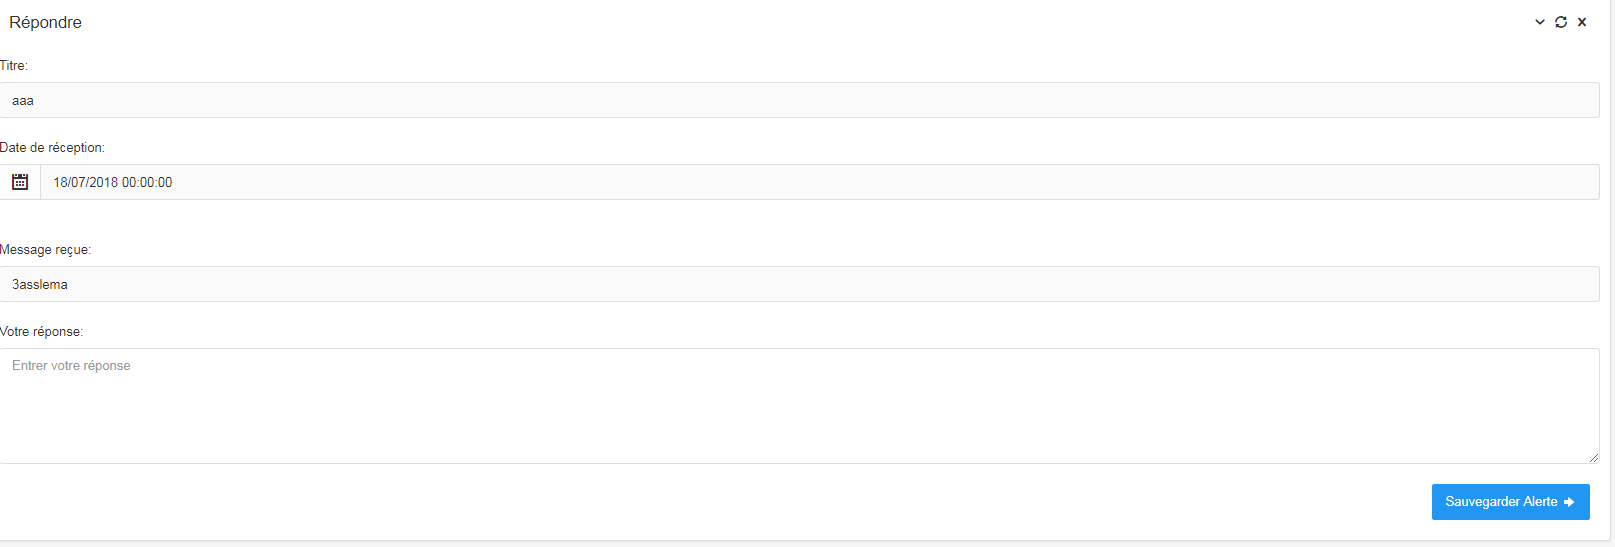 Répondre
Titre:
aaa
Date de réception:
18/07/2018 00:00:00
Message reçue:
3asslema
Votre réponse:
Entrer votre réponse
Sauvegarder Alerte